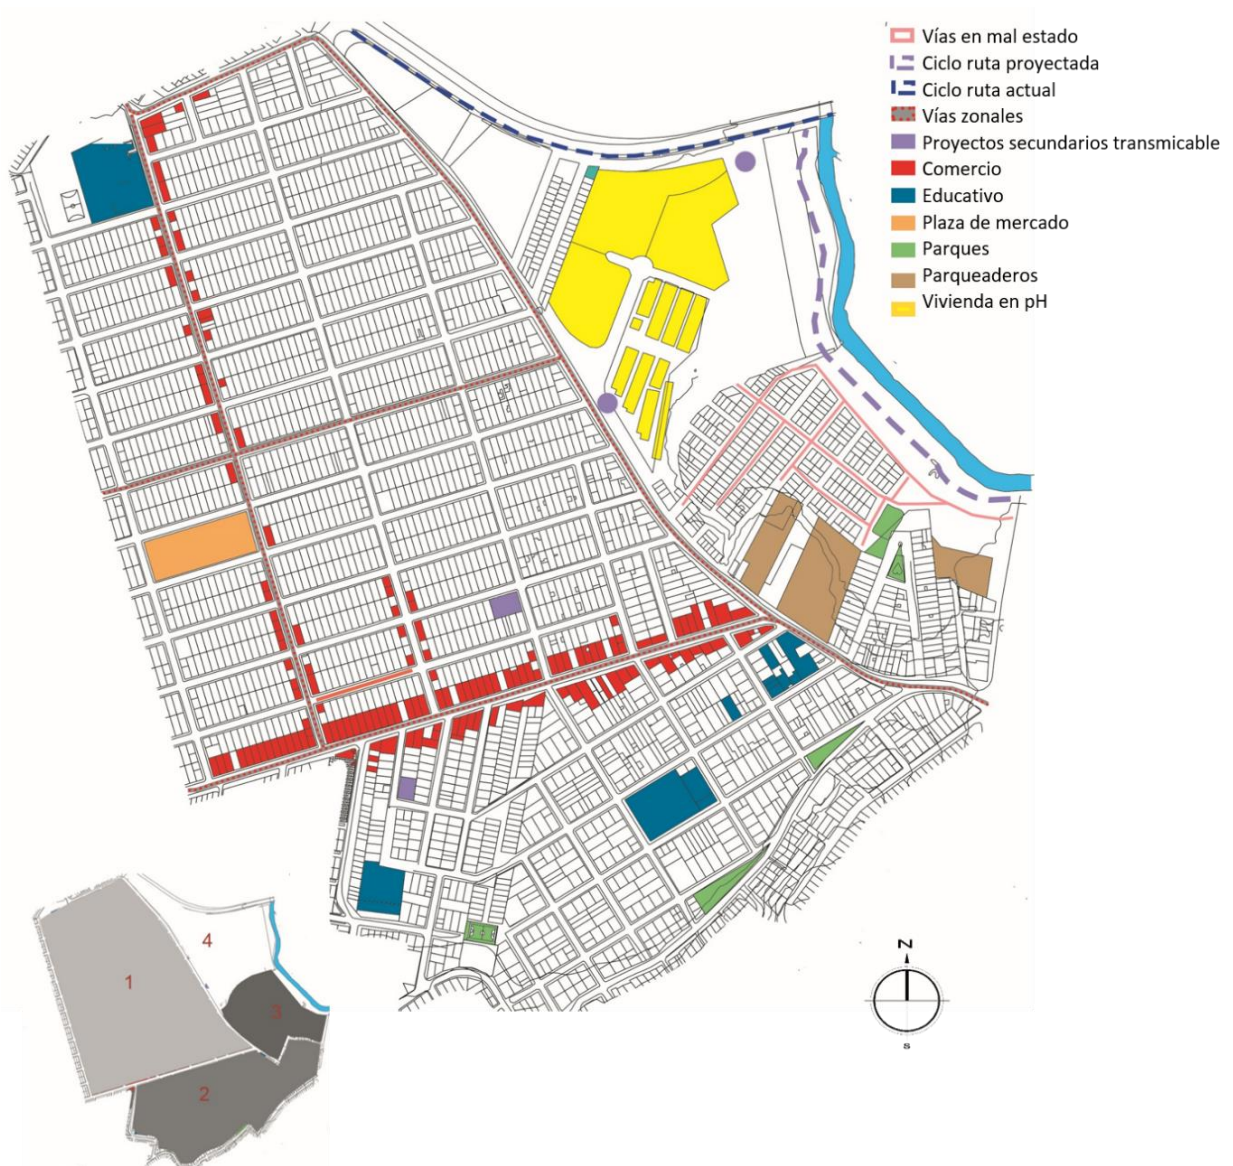 Vías en mal estado
Ciclo ruta proyectada
Ciclo ruta actual
Vías zonales
Proyectos secundarios transmicable
Comercio
Educativo
Plaza de mercado
Parques
Parqueaderos
Vivienda en pH
4
1
3
2
N
s